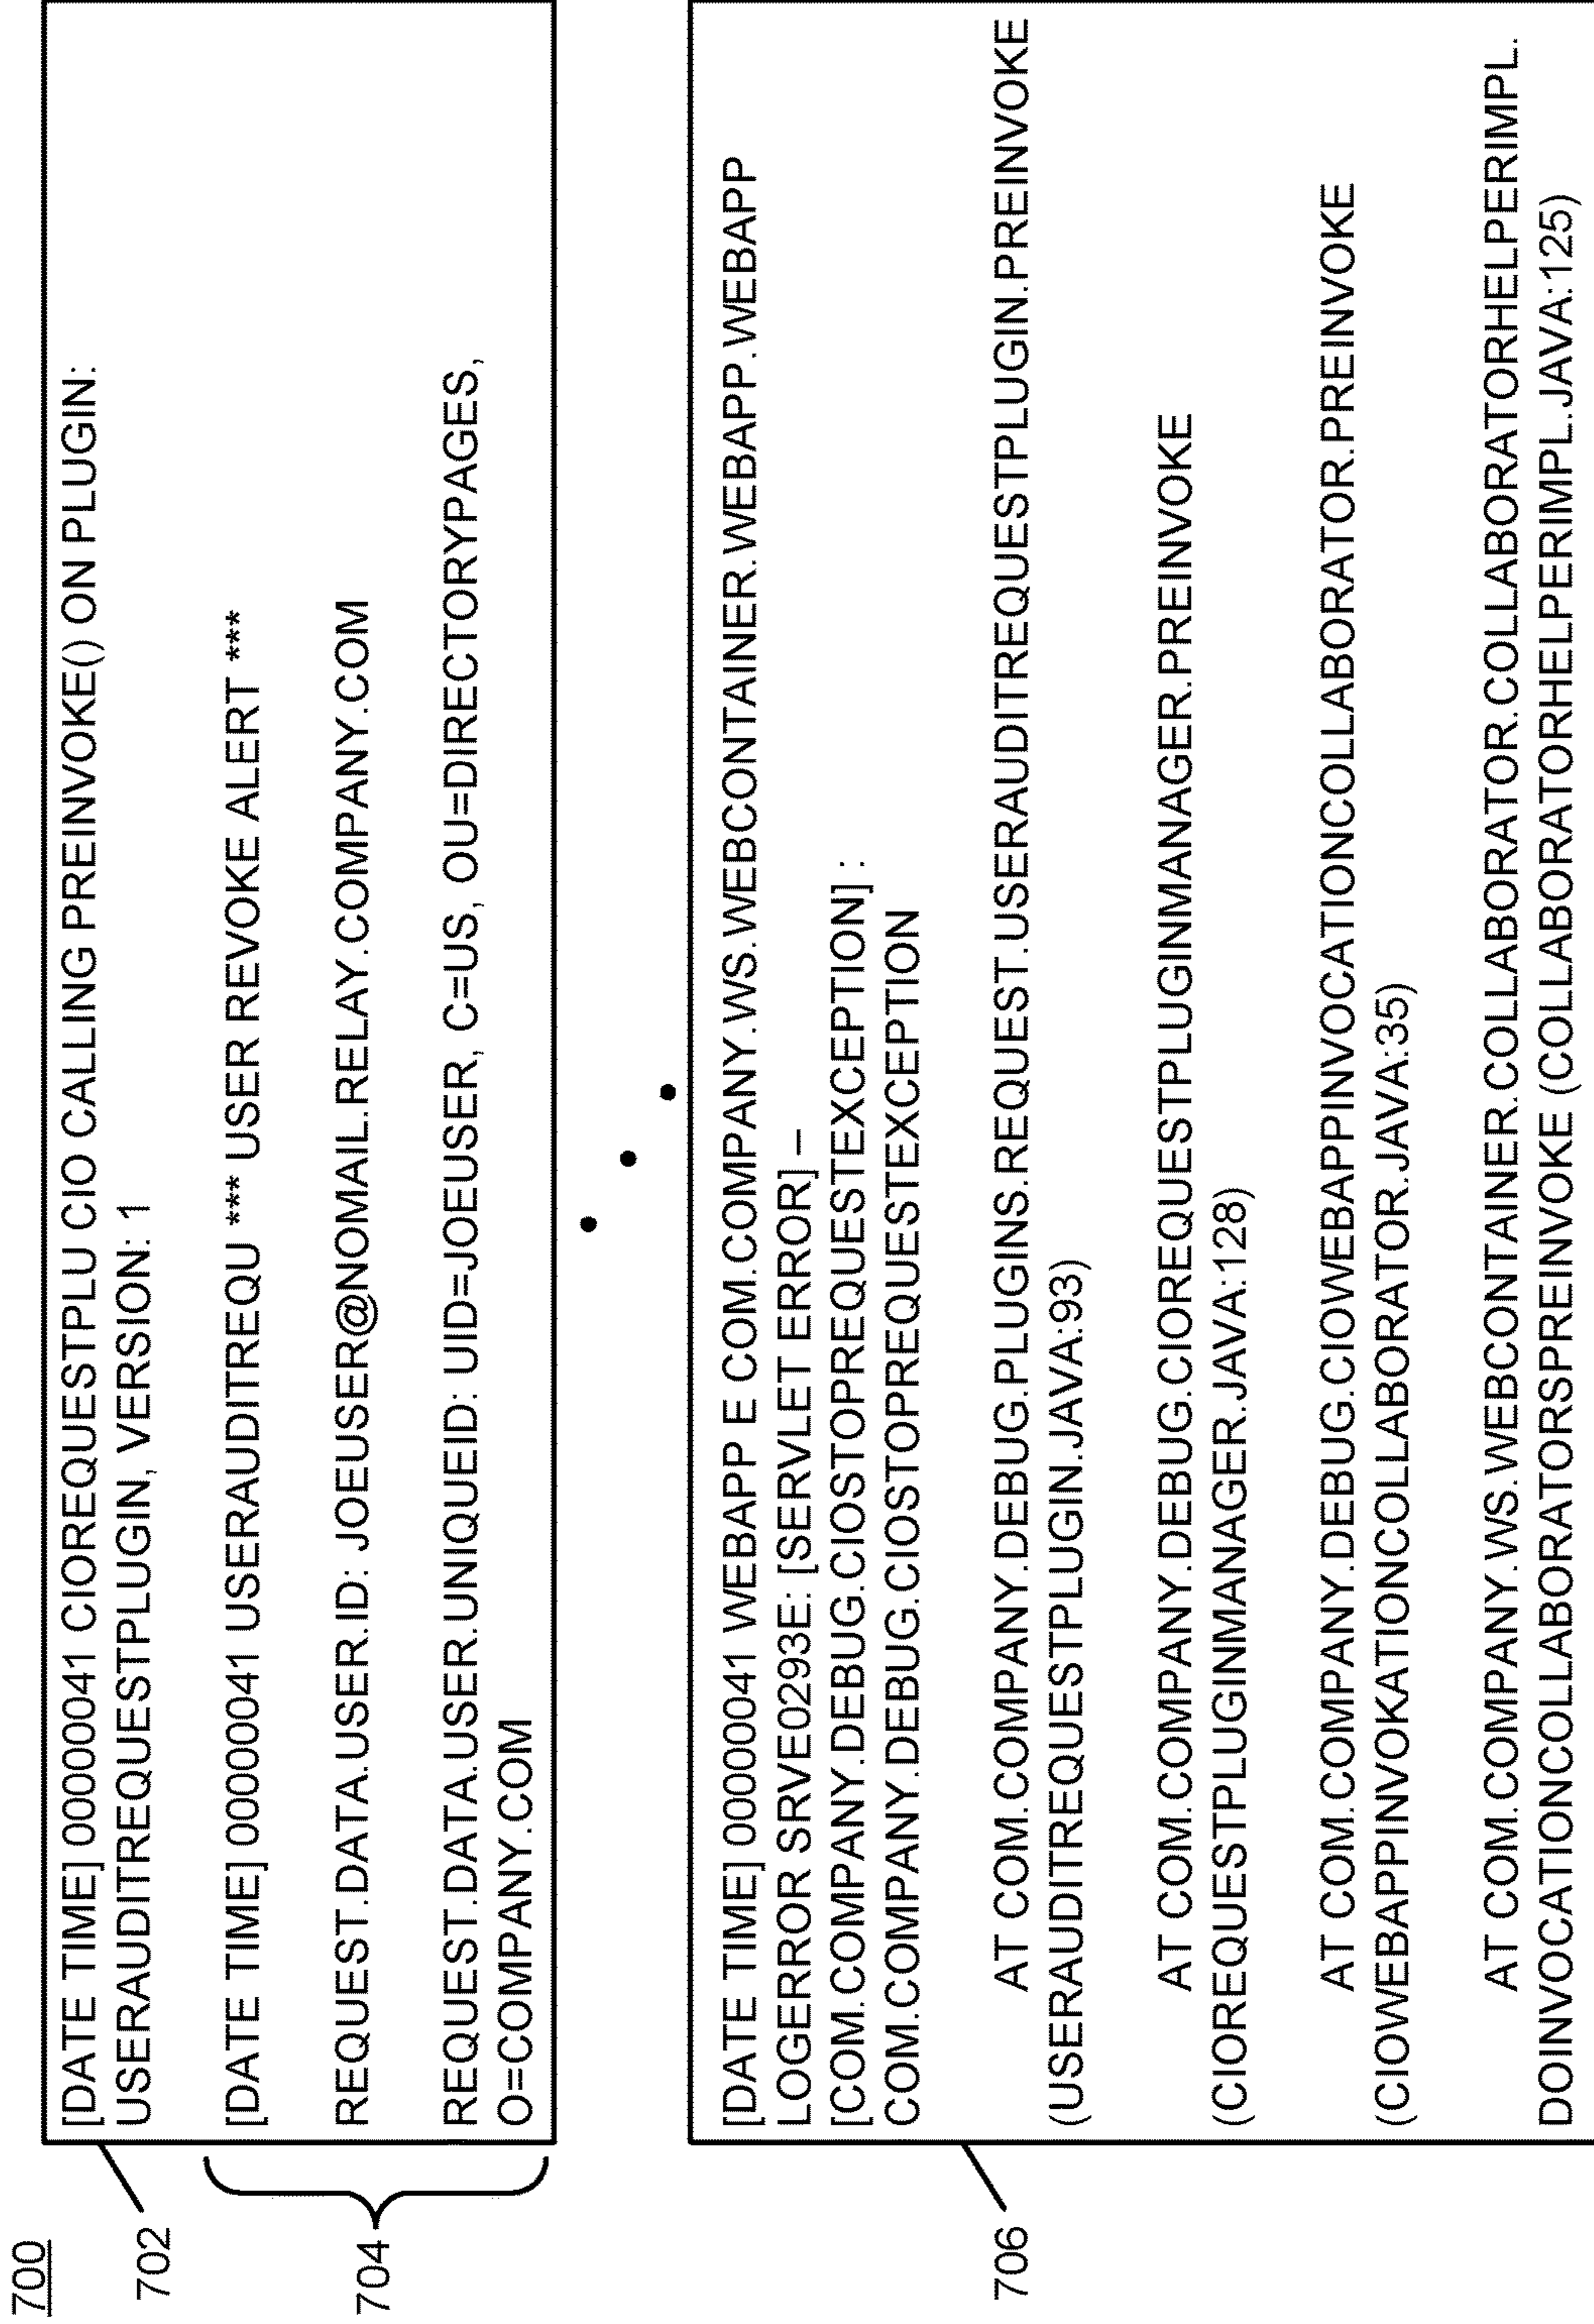 700
702
[DATE TIME] 00000041 CIOREQUESTPLU CIO CALLING PREINVOKE() ON PLUGIN:
USERAUDITREQUESTPLUGIN, VERSION: 1
704
[DATE TIME] 00000041 USERAUDITREQU *** USER REVOKE ALERT ***
REQUEST.DATA.USER.ID: JOEUSER@NOMAIL.RELAY.COMPANY.COM
REQUEST.DATA.USER.UNIQUEID: UID=JOEUSER, C=US, OU=DIRECTORYPAGES,
O=COMPANY.COM
706
[DATE TIME] 00000041 WEBAPP E COM.COMPANY.WS.WEBCONTAINER.WEBAPP.WEBAPP
LOGERROR SRVE0293E: [SERVLET ERROR] –
[COM.COMPANY.DEBUG.CIOSTOPREQUESTEXCEPTION] :
COM.COMPANY.DEBUG.CIOSTOPREQUESTEXCEPTION
AT COM.COMPANY.DEBUG.PLUGINS.REQUEST.USERAUDITREQUESTPLUGIN.PREINVOKE
(USERAUDITREQUESTPLUGIN.JAVA:93)
AT COM.COMPANY.DEBUG.CIOREQUESTPLUGINMANAGER.PREINVOKE
(CIOREQUESTPLUGINMANAGER.JAVA:128)
AT COM.COMPANY.DEBUG.CIOWEBAPPINVOCATIONCOLLABORATOR.PREINVOKE
(CIOWEBAPPINVOKATIONCOLLABORATOR.JAVA:35)
AT COM.COMPANY.WS.WEBCONTAINER.COLLABORATOR.COLLABORATORHELPERIMPL.
DOINVOCATIONCOLLABORATORSPREINVOKE (COLLABORATORHELPERIMPL.JAVA:125)